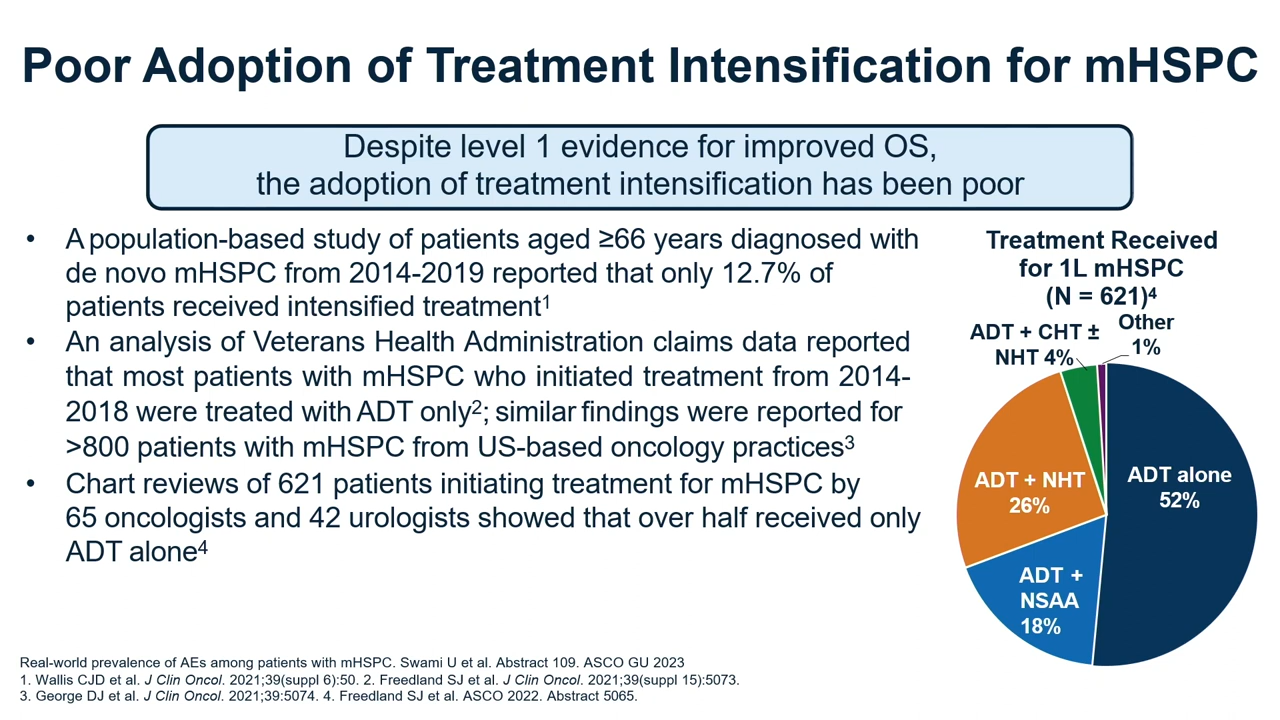 Poor Adoption of Treatment Intensification for mHSPC
Despite level 1 evidence for improved OS,
the adoption of treatment intensification has been poor
• A population-based study of patients aged ≥66 years diagnosed with
de novo mHSPC from 2014-2019 reported that only 12.7% of
patients received intensified treatment1
• An analysis of Veterans Health Administration claims data reported
that most patients with mHSPC who initiated treatment from 2014-
2018 were treated with ADT only2; similar findings were reported for
>800 patients with mHSPC from US-based oncology practices3
• Chart reviews of 621 patients initiating treatment for mHSPC by
65 oncologists and 42 urologists showed that over half received only
ADT alone4
Treatment Received
for 1L mHSPC
(N = 621)4
ADT + CHT ±
NHT 4%
Other
1%
ADT + NHT
26%
ADT alone
52%
ADT +
NSAA
18%
Real-world prevalence of AEs among patients with mHSPC. Swami U et al. Abstract 109. ASCO GU 2023
1. Wallis CJD et al. J Clin Oncol. 2021;39(suppl 6):50. 2. Freedland SJ et al. J Clin Oncol. 2021;39(suppl 15):5073.
3. George DJ et al. J Clin Oncol. 2021;39:5074. 4. Freedland SJ et al. ASCO 2022. Abstract 5065.